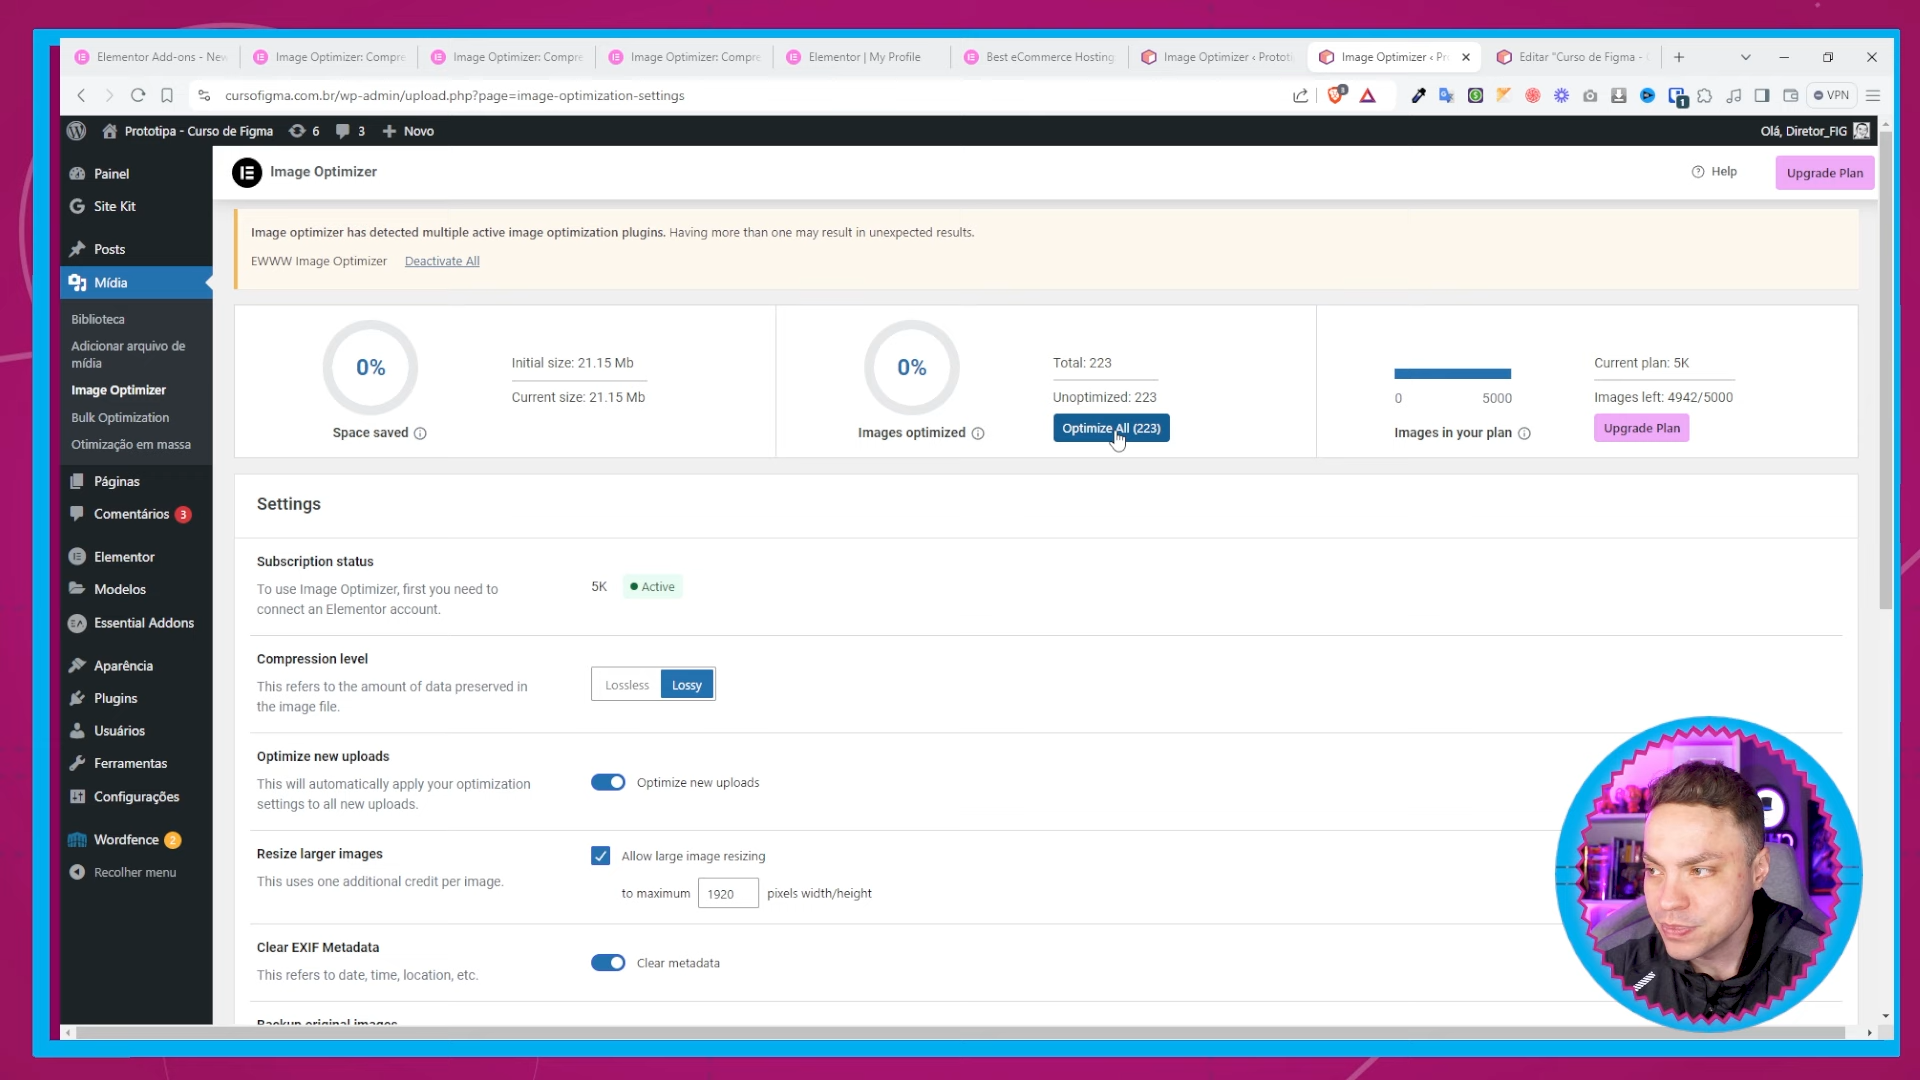 Elementor Add-ons - New
Image Optimizer: Compre
Image Optimizer: Compre
Image Optimizer: Compre
Elementor | My Profile
Best eCommerce Hosting
Image Optimizer ‹ Prototi
Image Optimizer ‹ Pro
Editar "Curso de Figma -
cursofigma.com.br/wp-admin/upload.php?page=image-optimization-settings
VPN
Prototipa - Curso de Figma
6
3
Novo
Olá, Diretor_FIG
Painel
Site Kit
Posts
Mídia
Biblioteca
Adicionar arquivo de
mídia
Image Optimizer
Bulk Optimization
Otimização em massa
Páginas
Comentários 3
Elementor
Modelos
Essential Addons
Aparência
Plugins
Usuários
Ferramentas
Configurações
Wordfence 2
Recolher menu
Image Optimizer
Help
Upgrade Plan
Image optimizer has detected multiple active image optimization plugins. Having more than one may result in unexpected results.
EWWW Image Optimizer Deactivate All
0%
Space saved
Initial size: 21.15 Mb
Current size: 21.15 Mb
0%
Images optimized
Total: 223
Unoptimized: 223
Optimize All (223)
0 5000
Images in your plan
Current plan: 5K
Images left: 4942/5000
Upgrade Plan
Settings
Subscription status
To use Image Optimizer, first you need to
connect an Elementor account.
5K Active
Compression level
This refers to the amount of data preserved in
the image file.
Lossless Lossy
Optimize new uploads
This will automatically apply your optimization
settings to all new uploads.
Optimize new uploads
Resize larger images
This uses one additional credit per image.
Allow large image resizing
to maximum 1920 pixels width/height
Clear EXIF Metadata
This refers to date, time, location, etc.
Clear metadata
Backup original images